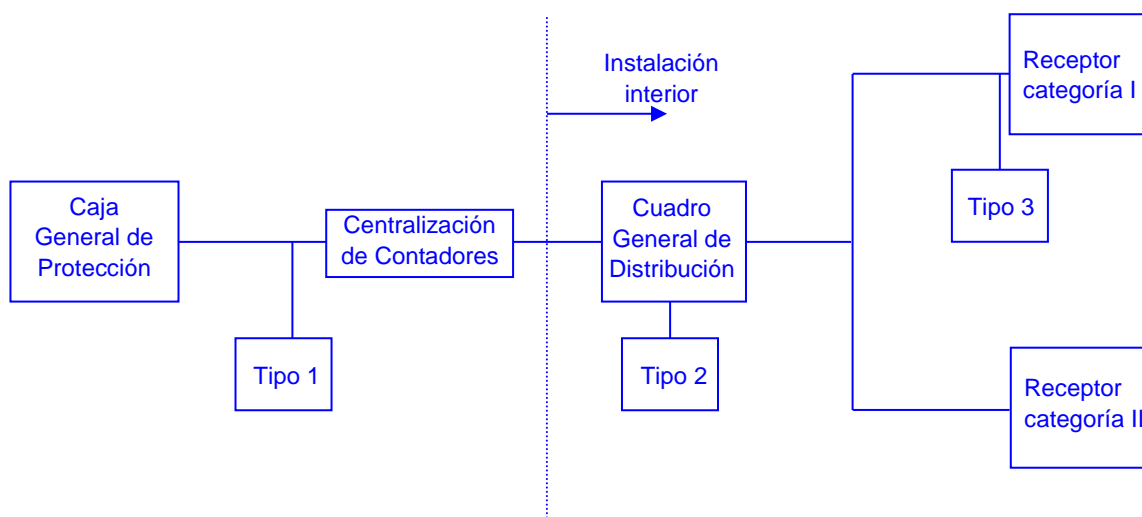 Instalación
interior
Receptor
categoría I
Caja
General de
Protección
Centralización
de Contadores
Cuadro
General de
Distribución
Tipo 3
Tipo 1
Tipo 2
Receptor
categoría II